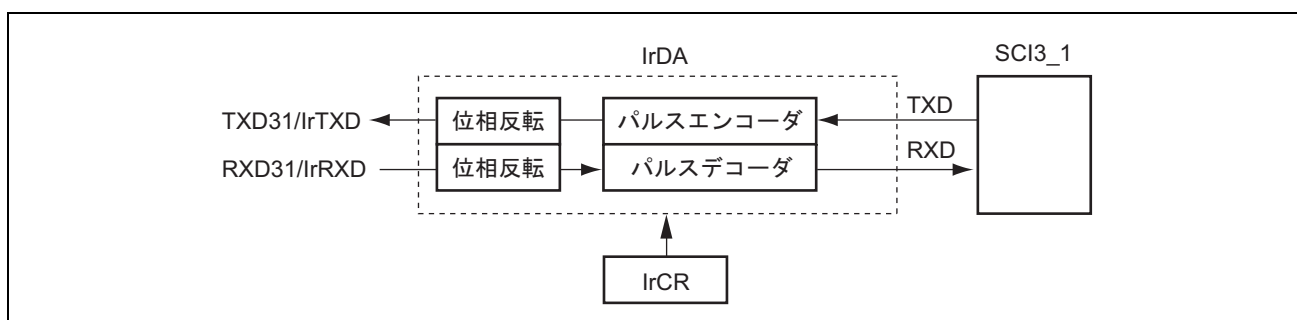 IrDA
SCI3_1
TXD31/IrTXD
位相反転
パルスエンコーダ
TXD
RXD31/IrRXD
位相反転
パルスデコーダ
RXD
IrCR